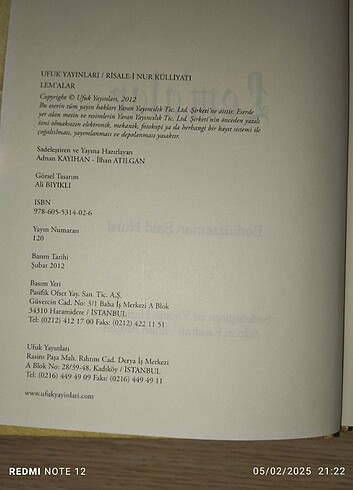 UFUK YAYINLARI / RİSALE-İ NUR KÜLLİYATI
LEM'ALAR
Copyright © Ufuk Yayınları, 2012
Bu eserin tüm yayın hakları Yaran Yayıncılık Tic. Ltd. Şirketi'ne aittir. Eserde
yer alan metin ve resimlerin Yaran Yayıncılık Tic. Ltd. Şirketi'nin önceden yazılı
izni olmaksızın elektronik, mekanik, fotokopi ya da herhangi bir kayıt sistemi ile
çoğaltılması, yayımlanması ve depolanması yasaktır.
Sadeleştiren ve Yayına Hazırlayan
Adnan KAYIHAN - İlhan ATILGAN
Görsel Tasarım
Ali BIYIKLI
ISBN
978-605-5314-02-6
Yayın Numarası
120
Basım Tarihi
Şubat 2012
Basım Yeri
Pasifik Ofset Yay. San. Tic. A.Ş.
Güvercin Cad. No: 3/1 Baha İş Merkezi A Blok
34310 Haramidere / İSTANBUL
Tel: (0212) 412 17 00 Faks: (0212) 422 11 51
Ufuk Yayınları
Rasim Paşa Mah. Rıhtım Cad. Derya İş Merkezi
A Blok No: 28/39-48, Kadıköy / İSTANBUL
Tel: (0216) 449 49 09 Faks: (0216) 449 49 11
www.ufukyayinlari.com
REDMI NOTE 12
05/02/2025 21:22